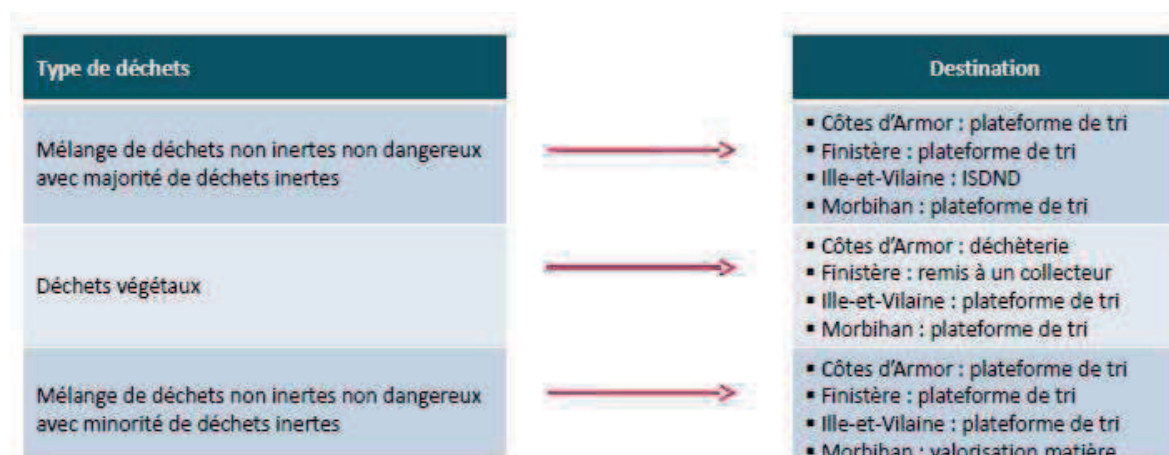 Type de déchets
Destination
Mélange de déchets non inertes non dangereux
avec majorité de déchets inertes
▪ Côtes d'Armor : plateforme de tri
▪ Finistère : plateforme de tri
▪ Ille-et-Vilaine : ISDND
▪ Morbihan : plateforme de tri
Déchets végétaux
▪ Côtes d'Armor : déchèterie
▪ Finistère : remis à un collecteur
▪ Ille-et-Vilaine : plateforme de tri
▪ Morbihan : plateforme de tri
Mélange de déchets non inertes non dangereux
avec minorité de déchets inertes
▪ Côtes d'Armor : plateforme de tri
▪ Finistère : plateforme de tri
▪ Ille-et-Vilaine : plateforme de tri
▪ Morbihan : valorisation matière